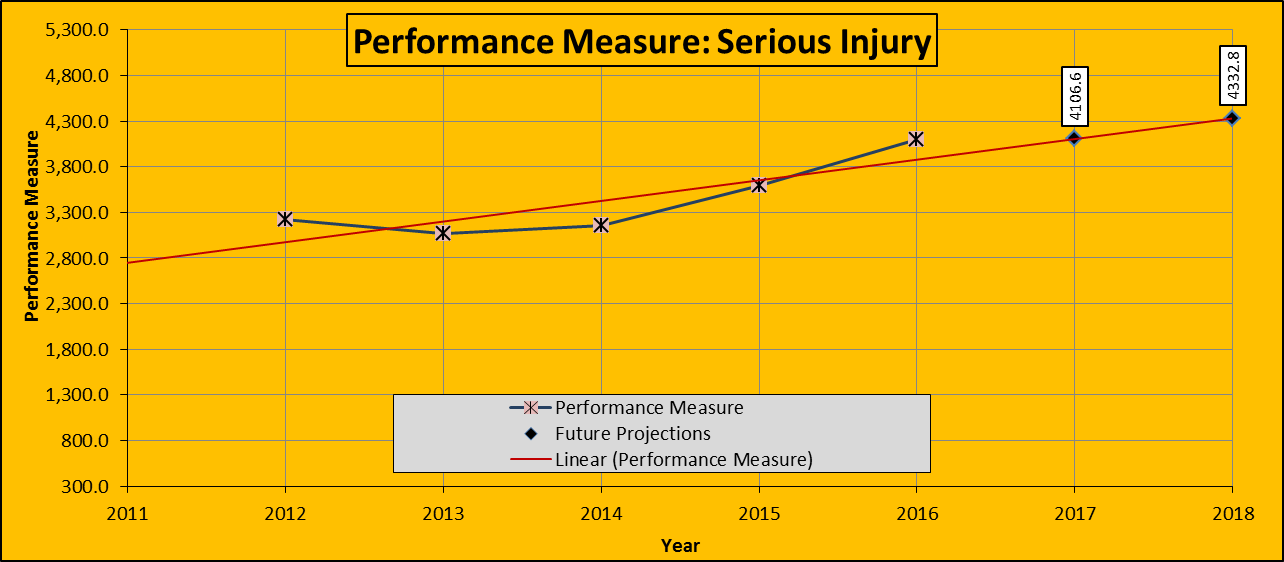 Performance Measure: Serious Injury
5,300.0
4,800.0
4,300.0
3,800.0
3,300.0
2,800.0
2,300.0
1,800.0
1,300.0
800.0
300.0
Performance Measure
4106.6
4332.8
Performance Measure
Future Projections
Linear (Performance Measure)
2011 2012 2013 2014 2015 2016 2017 2018
Year